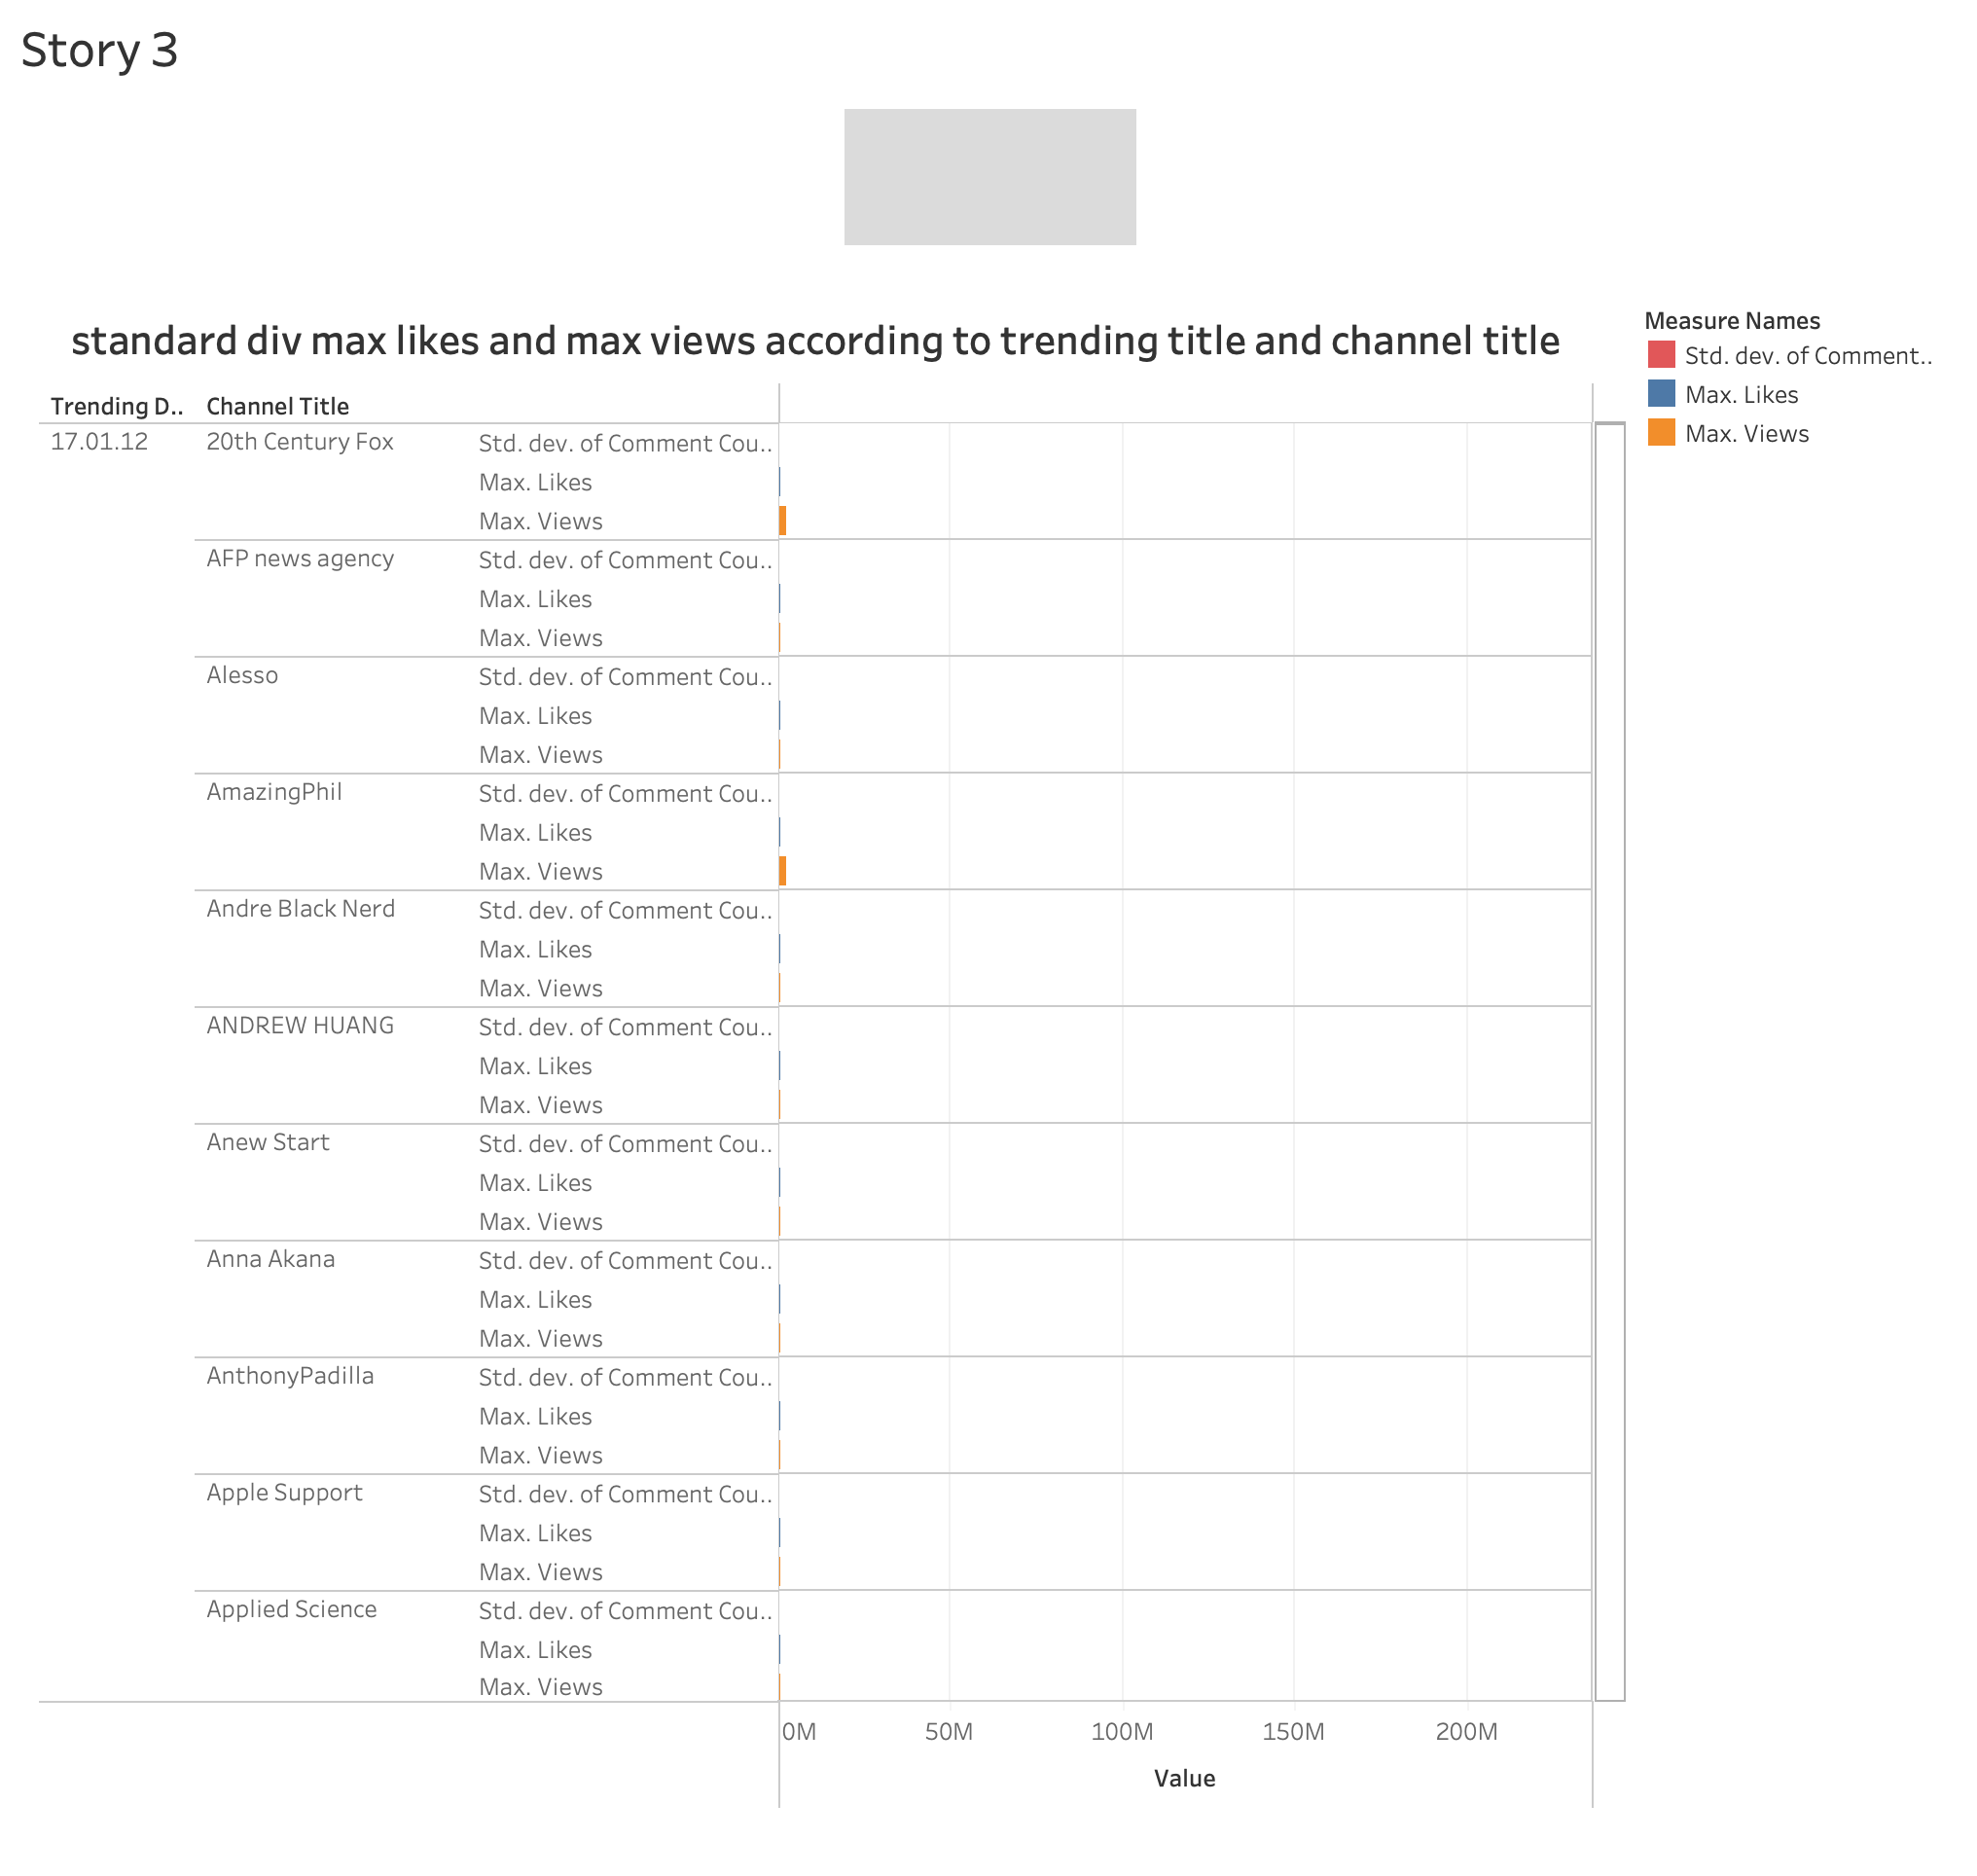 Story 3
standard div max likes and max views according to trending title and channel title
Measure Names
Std. dev. of Comment..
Max. Likes
Max. Views
Trending D.. Channel Title
17.01.12 20th Century Fox Std. dev. of Comment Cou..
Max. Likes
Max. Views
AFP news agency Std. dev. of Comment Cou..
Max. Likes
Max. Views
Alesso Std. dev. of Comment Cou..
Max. Likes
Max. Views
AmazingPhil Std. dev. of Comment Cou..
Max. Likes
Max. Views
Andre Black Nerd Std. dev. of Comment Cou..
Max. Likes
Max. Views
ANDREW HUANG Std. dev. of Comment Cou..
Max. Likes
Max. Views
Anew Start Std. dev. of Comment Cou..
Max. Likes
Max. Views
Anna Akana Std. dev. of Comment Cou..
Max. Likes
Max. Views
AnthonyPadilla Std. dev. of Comment Cou..
Max. Likes
Max. Views
Apple Support Std. dev. of Comment Cou..
Max. Likes
Max. Views
Applied Science Std. dev. of Comment Cou..
Max. Likes
Max. Views
0M 50M 100M 150M 200M
Value